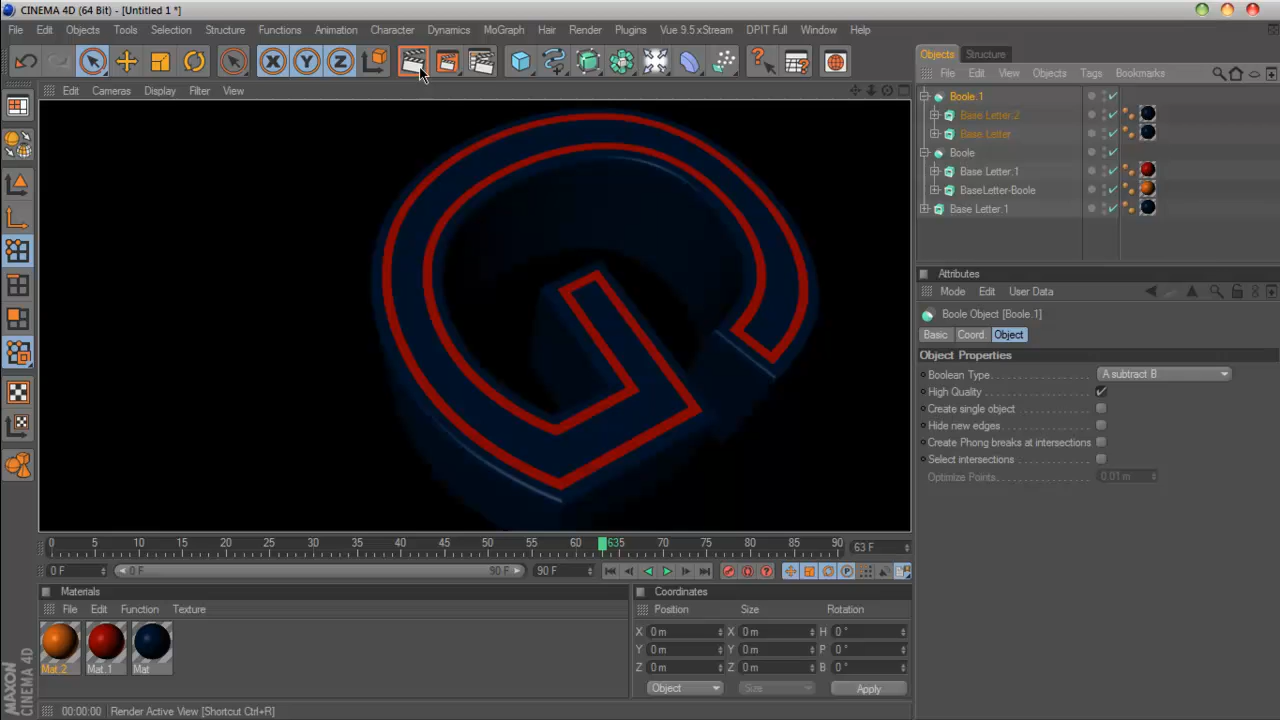 CINEMA 4D (64 Bit) - [Untitled 1 *]
File Edit Objects Tools Selection Structure Functions Animation Character Dynamics MoGraph Hair Render Plugins Vue 9.5 xStream DPIT Full Window Help
X Y Z
Objects Structure
File Edit View Objects Tags Bookmarks
Edit Cameras Display Filter View
Boole.1
Base Letter.2
Base Letter
Boole
Base Letter.1
BaseLetter-Boole
Base Letter.1
Attributes
Mode Edit User Data
Boole Object [Boole.1]
Basic Coord. Object
Object Properties
Boolean Type A subtract B
High Quality
Create single object
Hide new edges
Create Phong breaks at intersections
Select intersections
Optimize Points 0.01 m
0 5 10 15 20 25 30 35 40 45 50 55 60 635 70 75 80 85 90 63 F
0 F 0 F 90 F 90 F
Materials
File Edit Function Texture
Mat.2 Mat.1 Mat
Coordinates
Position Size Rotation
X 0 m X 0 m H 0 °
Y 0 m Y 0 m P 0 °
Z 0 m Z 0 m B 0 °
Object Size Apply
MAXON
CINEMA 4D
00:00:00 Render Active View [Shortcut Ctrl+R]